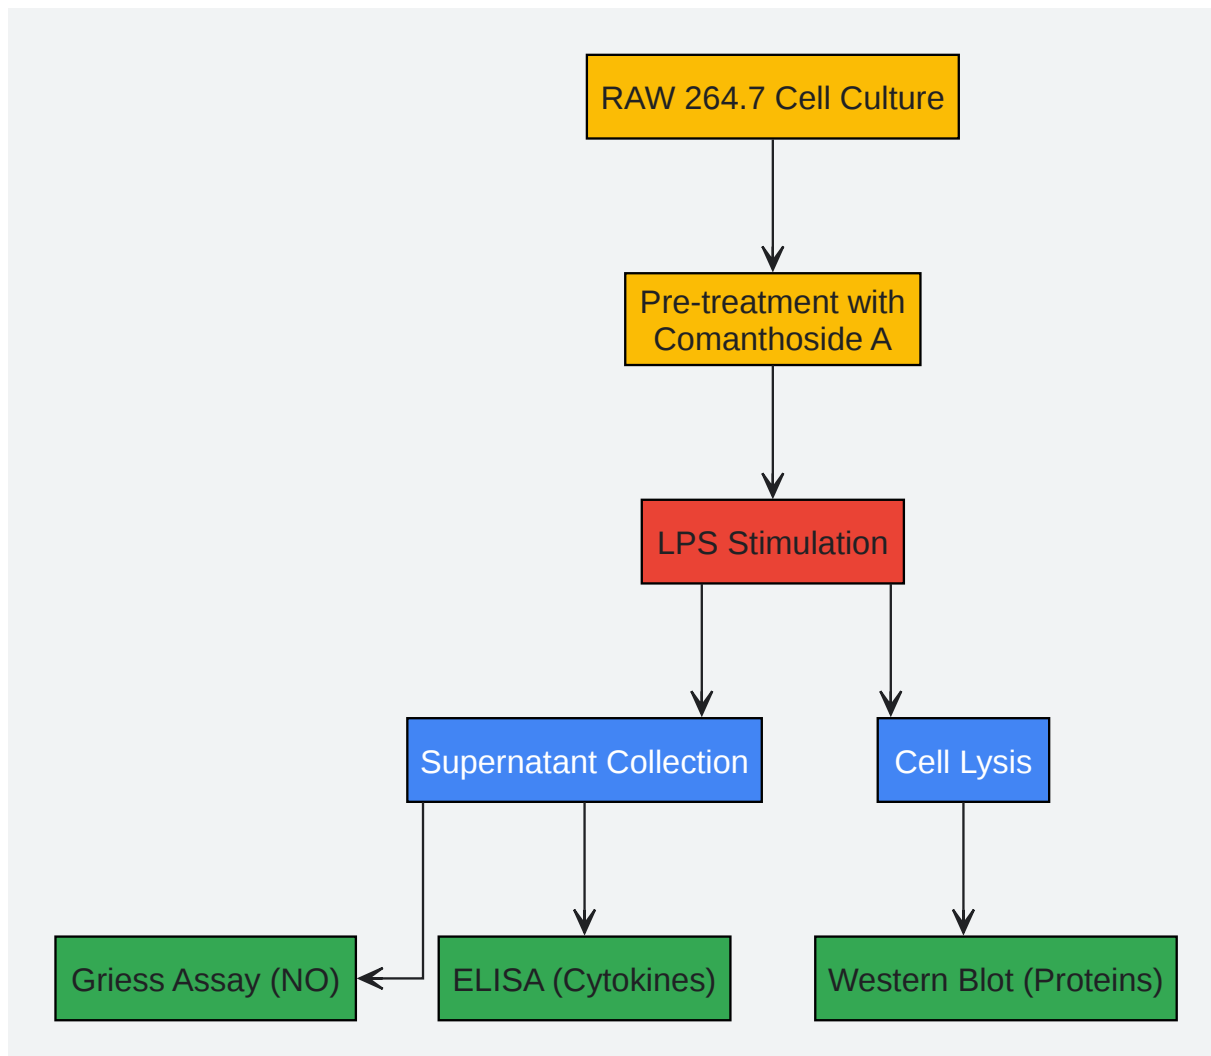 RAW 264.7 Cell Culture
Pre-treatment with
Comanthoside A
LPS Stimulation
Supernatant Collection
Cell Lysis
Griess Assay (NO)
ELISA (Cytokines)
Western Blot (Proteins)